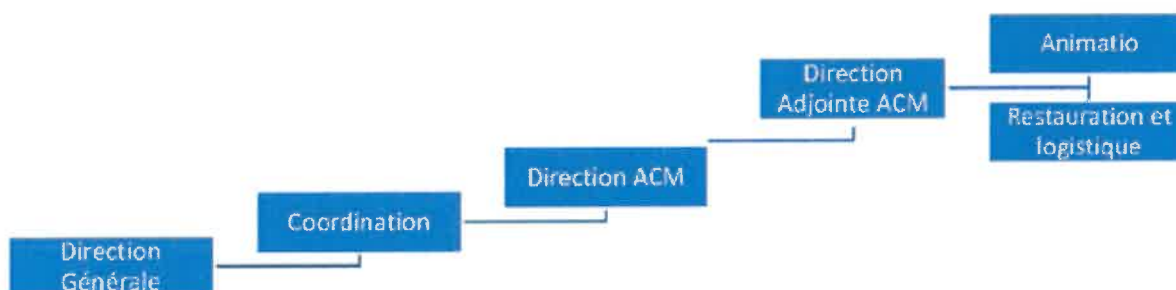 Animatio
Direction
Adjointe ACM
Restauration et
logistique
Direction ACM
Coordination
Direction
Générale